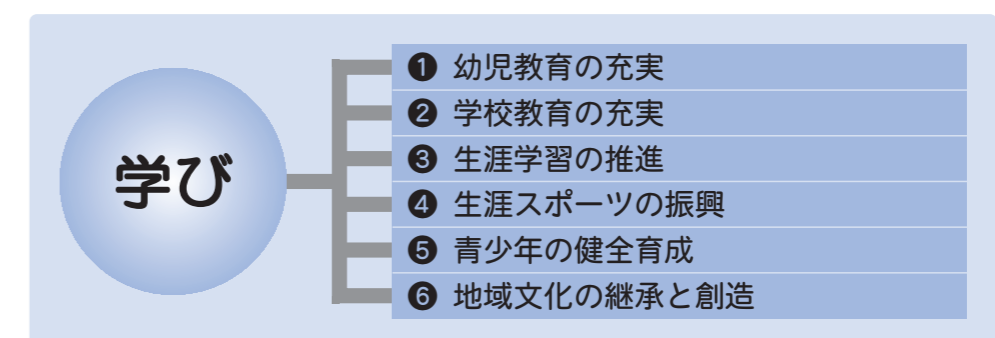 学び
❶ 幼児教育の充実
❷ 学校教育の充実
❸ 生涯学習の推進
❹ 生涯スポーツの振興
❺ 青少年の健全育成
❻ 地域文化の継承と創造